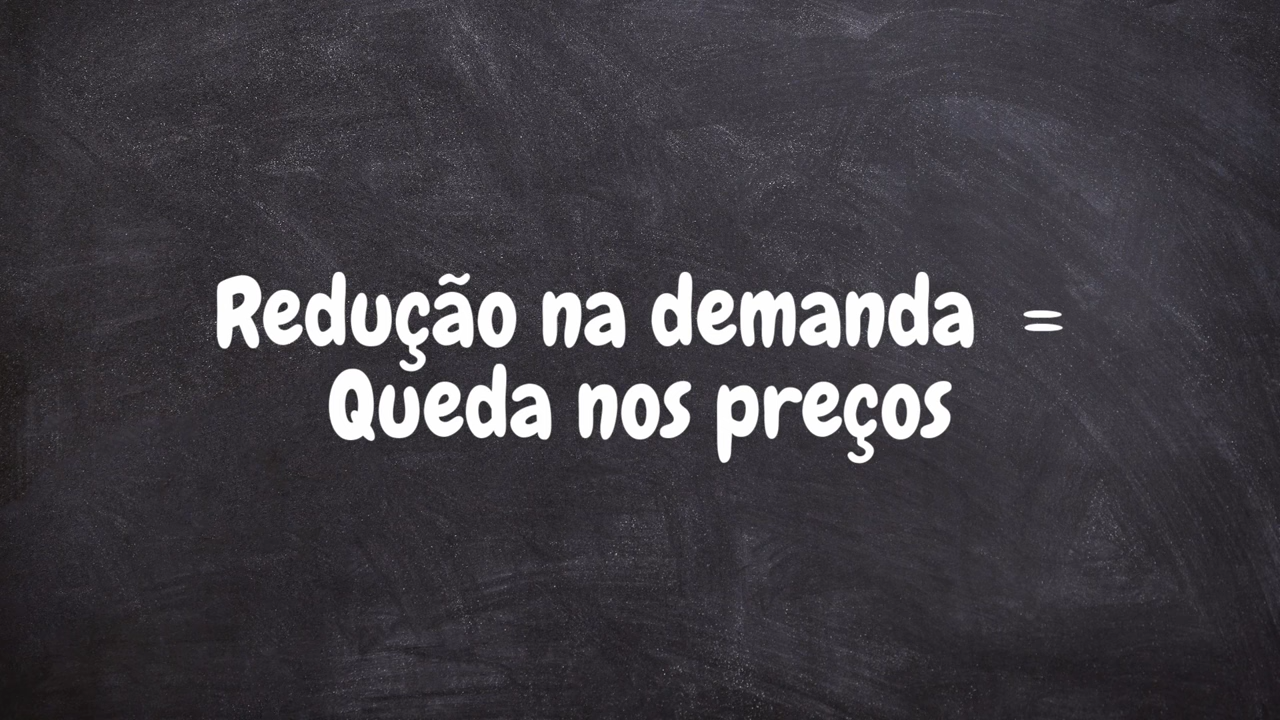 Redução na demanda =
Queda nos preços